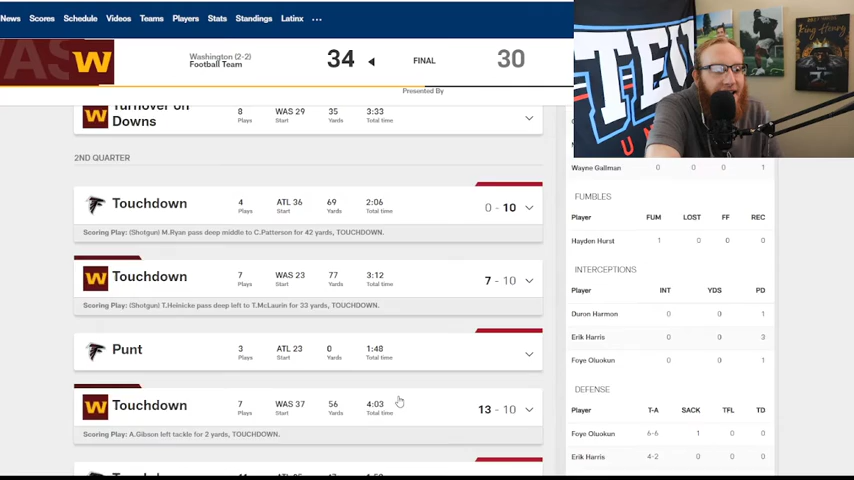 News Scores Schedule Videos Teams Players Stats Standings Latinx
WAS
W
Washington (2-2)
Football Team
34
FINAL
30
Presented By
W
Turnover on
Downs
8
Plays
WAS 29
Start
35
Yards
3:33
Total time
2ND QUARTER
Touchdown
4
Plays
ATL 36
Start
69
Yards
2:06
Total time
0 - 10
Scoring Play: (Shotgun) M.Ryan pass deep middle to C.Patterson for 42 yards, TOUCHDOWN.
W
Touchdown
7
Plays
WAS 23
Start
77
Yards
3:12
Total time
7 - 10
Scoring Play: (Shotgun) T.Heinicke pass deep left to T.McLaurin for 33 yards, TOUCHDOWN.
Punt
3
Plays
ATL 23
Start
0
Yards
1:48
Total time
W
Touchdown
7
Plays
WAS 37
Start
56
Yards
4:03
Total time
13 - 10
Scoring Play: A.Gibson left tackle for 2 yards, TOUCHDOWN.
King Henry
Wayne Gallman 0 0 0 1
FUMBLES
Player FUM LOST FF REC
Hayden Hurst 1 0 0 0
INTERCEPTIONS
Player INT YDS PD
Duron Harmon 0 0 1
Erik Harris 0 0 3
Foye Oluokun 0 0 1
DEFENSE
Player T-A SACK TFL TD
Foye Oluokun 6-6 1 0 0
Erik Harris 4-2 0 0 0